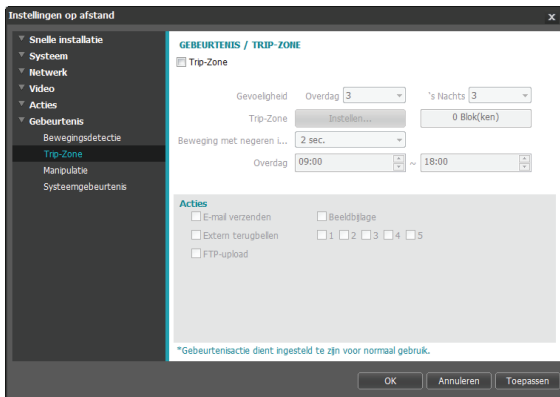 Instellingen op afstand x
Snelle installatie
Systeem
Netwerk
Video
Acties
Gebeurtenis
Bewegingsdetectie
Trip-Zone
Manipulatie
Systeemgebeurtenis
GEBEURTENIS / TRIP-ZONE
Trip-Zone
Gevoeligheid Overdag 3 's Nachts 3
Trip-Zone Instellen... 0 Blok(ken)
Beweging met negeren i... 2 sec.
Overdag 09:00 ~ 18:00
Acties
E-mail verzenden Beeldbijlage
Extern terugbellen 1 2 3 4 5
FTP-upload
*Gebeurtenisactie dient ingesteld te zijn voor normaal gebruik.
OK Annuleren Toepassen